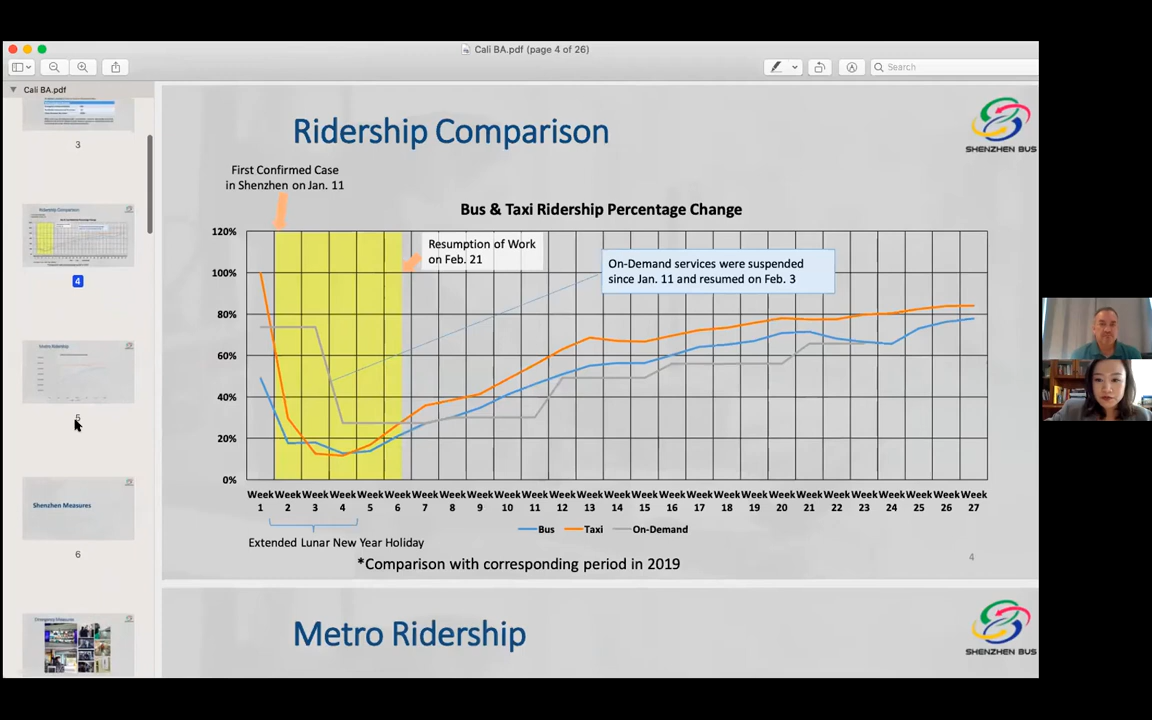 Cali BA.pdf (page 4 of 26)
Search
Cali BA.pdf
3
4
5
Shenzhen Measures
6
Ridership Comparison
SHENZHEN BUS
First Confirmed Case
in Shenzhen on Jan. 11
Bus & Taxi Ridership Percentage Change
120%
100%
80%
60%
40%
20%
0%
Resumption of Work
on Feb. 21
On-Demand services were suspended
since Jan. 11 and resumed on Feb. 3
Week Week Week Week Week Week Week Week Week Week Week Week Week Week Week Week Week Week Week Week Week Week Week Week Week Week Week
1 2 3 4 5 6 7 8 9 10 11 12 13 14 15 16 17 18 19 20 21 22 23 24 25 26 27
Bus Taxi On-Demand
Extended Lunar New Year Holiday
*Comparison with corresponding period in 2019
4
Metro Ridership
SHENZHEN BUS